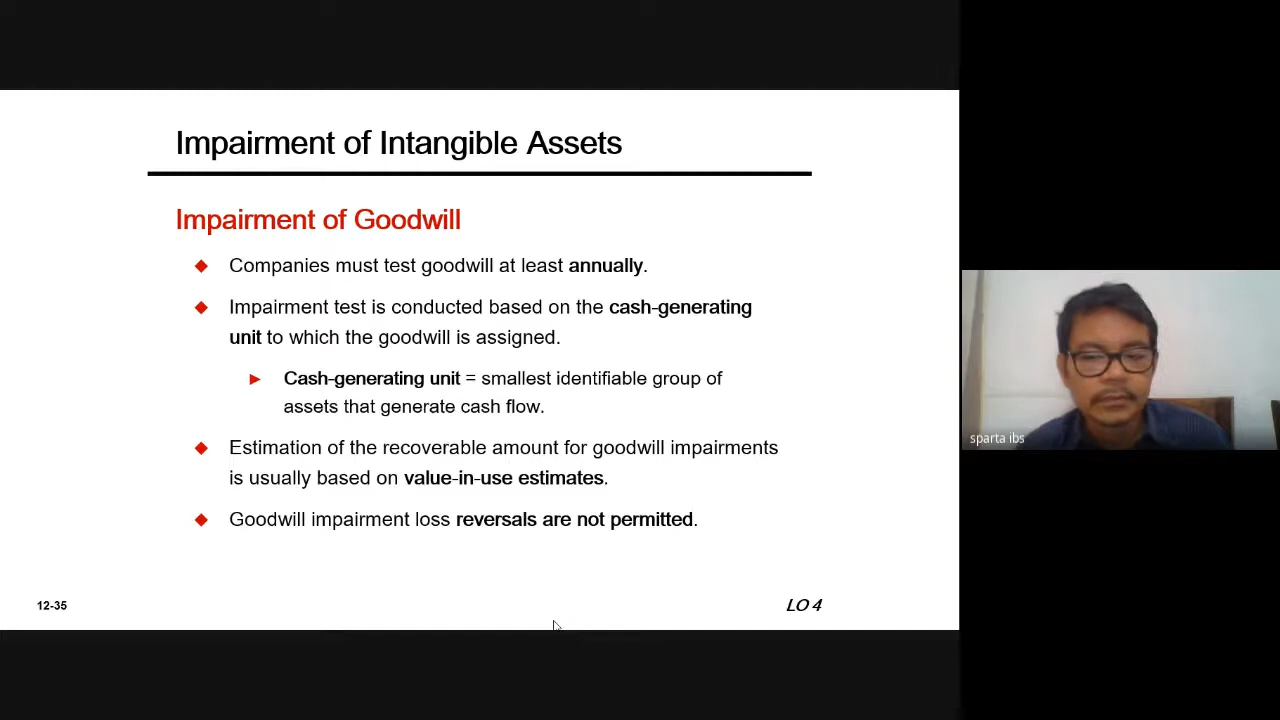 Impairment of Intangible Assets
Impairment of Goodwill
Companies must test goodwill at least annually.
Impairment test is conducted based on the cash-generating
unit to which the goodwill is assigned.
Cash-generating unit = smallest identifiable group of
assets that generate cash flow.
Estimation of the recoverable amount for goodwill impairments
is usually based on value-in-use estimates.
Goodwill impairment loss reversals are not permitted.
12-35
LO 4
sparta ibs